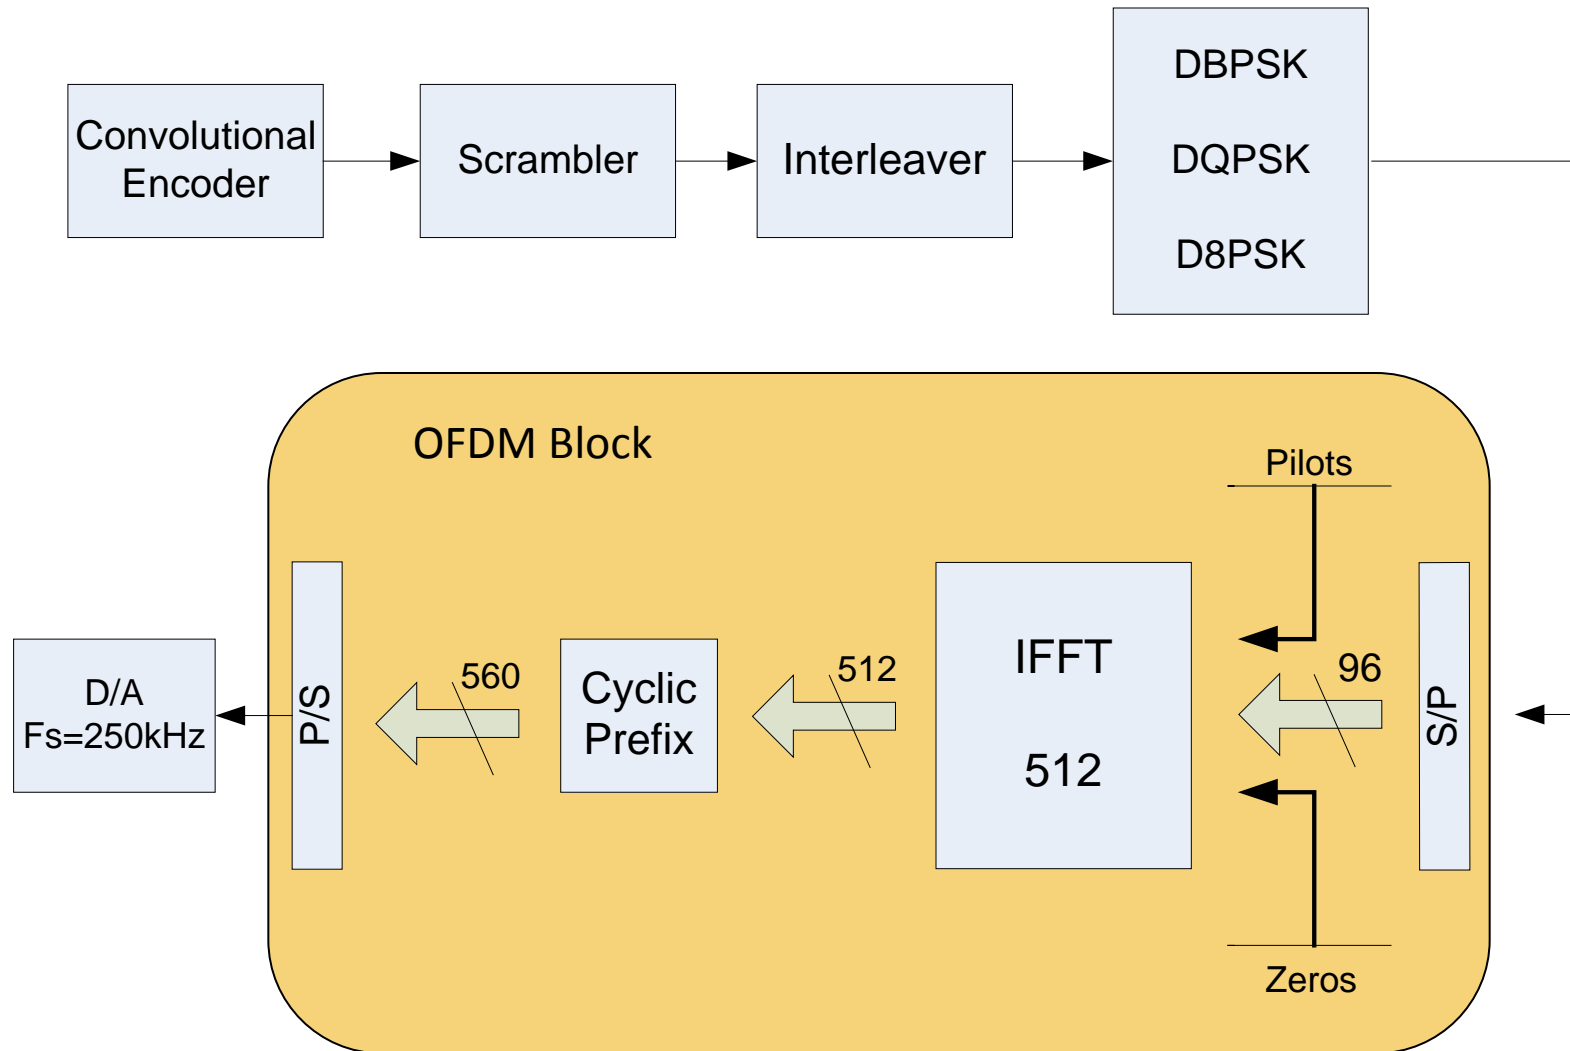 Convolutional
Encoder
Scrambler
Interleaver
DBPSK
DQPSK
D8PSK
OFDM Block
Pilots
S/P
96
IFFT
512
512
Cyclic
Prefix
560
P/S
D/A
Fs=250kHz
Zeros